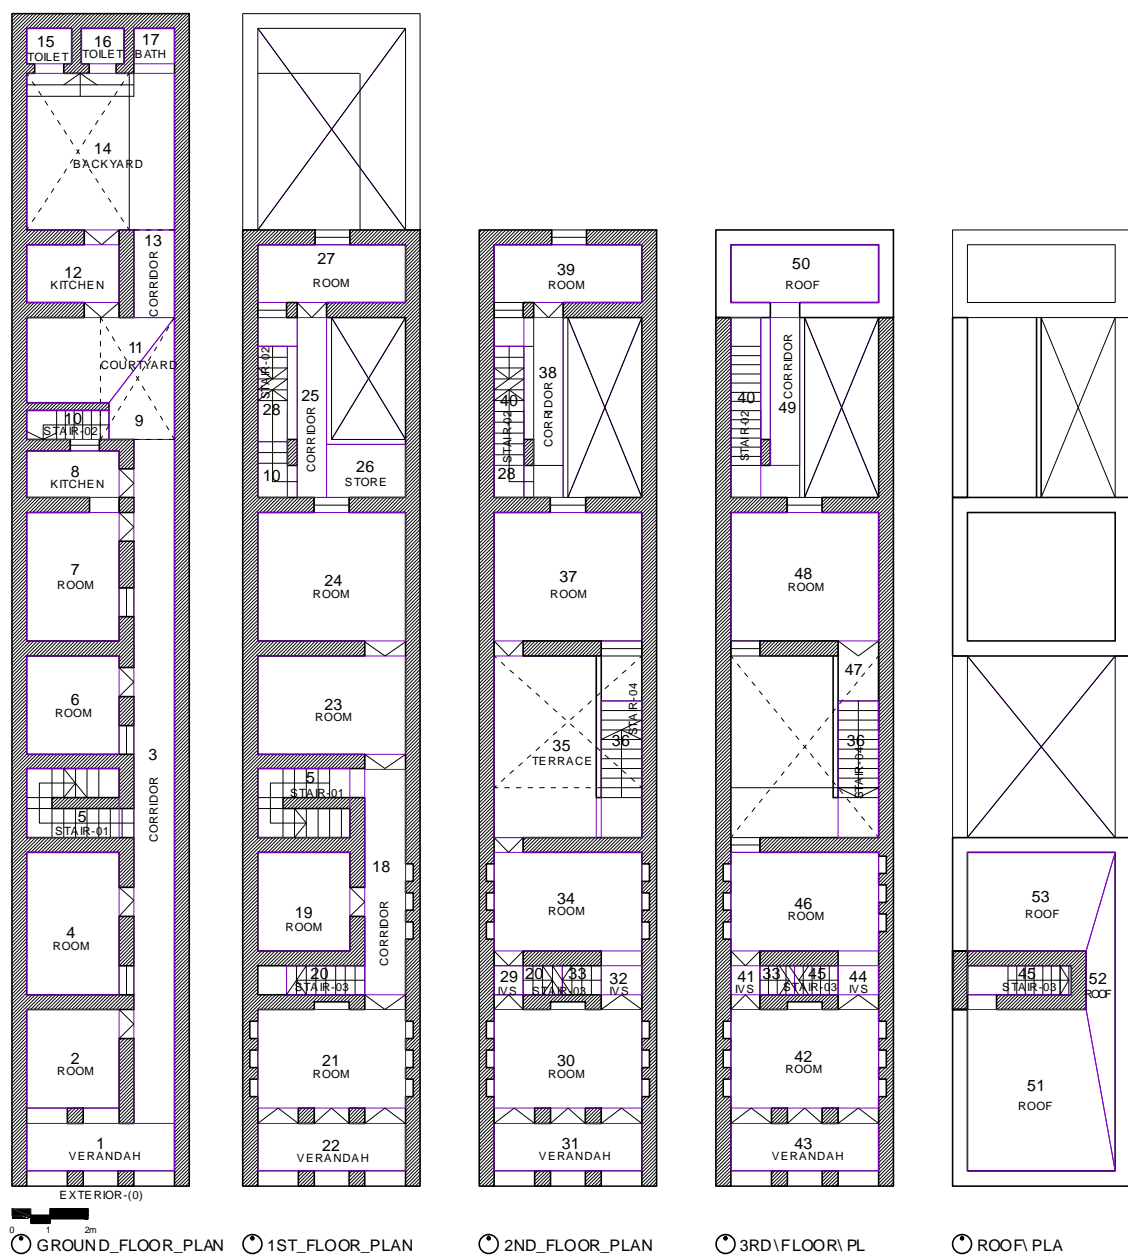 15
TOILET
16
TOILET
17
BATH
14
BACKYARD
13
CORRIDOR
12
KITCHEN
11
COURTYARD
10
STAIR-02
9
8
KITCHEN
7
ROOM
6
ROOM
3
CORRIDOR
5
5
STAIR-01
4
ROOM
2
ROOM
1
VERANDAH
EXTERIOR-(0)
0 1 2m
GROUND_FLOOR_PLAN
27
ROOM
STAIR-02
28
25
CORRIDOR
10
26
STORE
24
ROOM
23
ROOM
5
STAIR-01
18
CORRIDOR
19
ROOM
20
STAIR-03
21
ROOM
22
VERANDAH
1ST_FLOOR_PLAN
39
ROOM
38
CORRIDOR
40
STAIR-02
28
37
ROOM
STAIR-04
36
35
TERRACE
34
ROOM
29
IVS
20
33
STAIR-03
32
IVS
30
ROOM
31
VERANDAH
2ND_FLOOR_PLAN
50
ROOF
CORRIDOR
49
40
STAIR-02
48
ROOM
47
36
STAIR-04
46
ROOM
41
IVS
33
45
STAIR-03
44
IVS
42
ROOM
43
VERANDAH
3RD\FLOOR\PL
53
ROOF
45
STAIR-03
52
ROOF
51
ROOF
ROOF\PLA